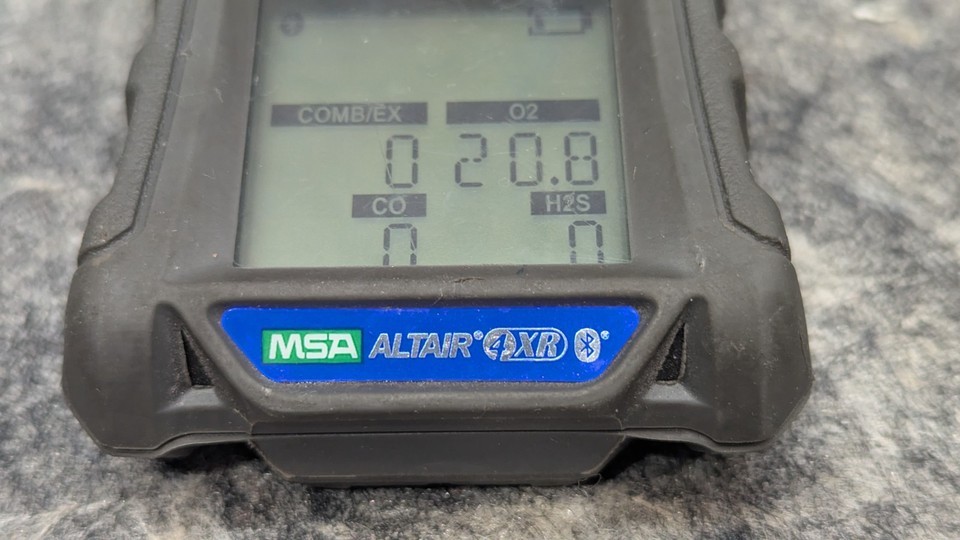 COMB/EX O2
0 20.8
CO H2S
0 0
MSA ALTAIR® 4XR ®